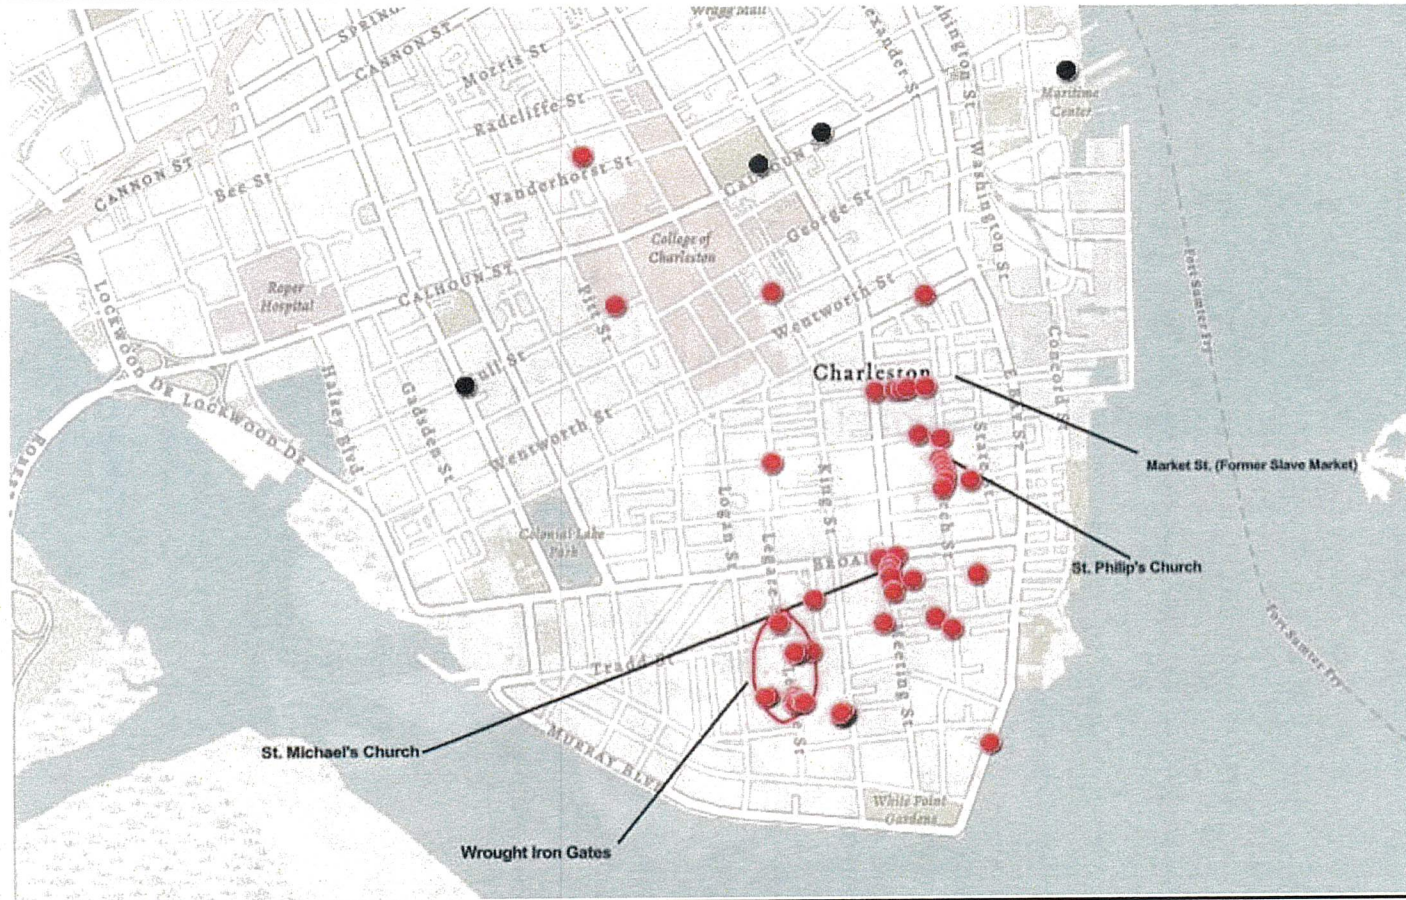 Wragg Mall
SPRING
CANNON ST
Morris St
Radcliffe St
Vanderhorst St
CANNON ST
Bee St
Maritime
Center
Washington St
CALHOUN S
George St
College of
Charleston
Roper
Hospital
CALHOUN ST
Pitt St
Wentworth St
LOCKWOOD DR
LOCKWOOD DR
Halsey Blvd
Gadsden St
Wentworth St
Charleston
Concord St
E BAY ST
State St
Fort Sumter Fry
Market St. (Former Slave Market)
King St
Logan St
Legare
Colonial Lake
Park
BROA
St. Philip's Church
Fort Sumter Fry
Tradd St
Meeting St
St. Michael's Church
MURRAY BLVD
White Point
Gardens
Wrought Iron Gates